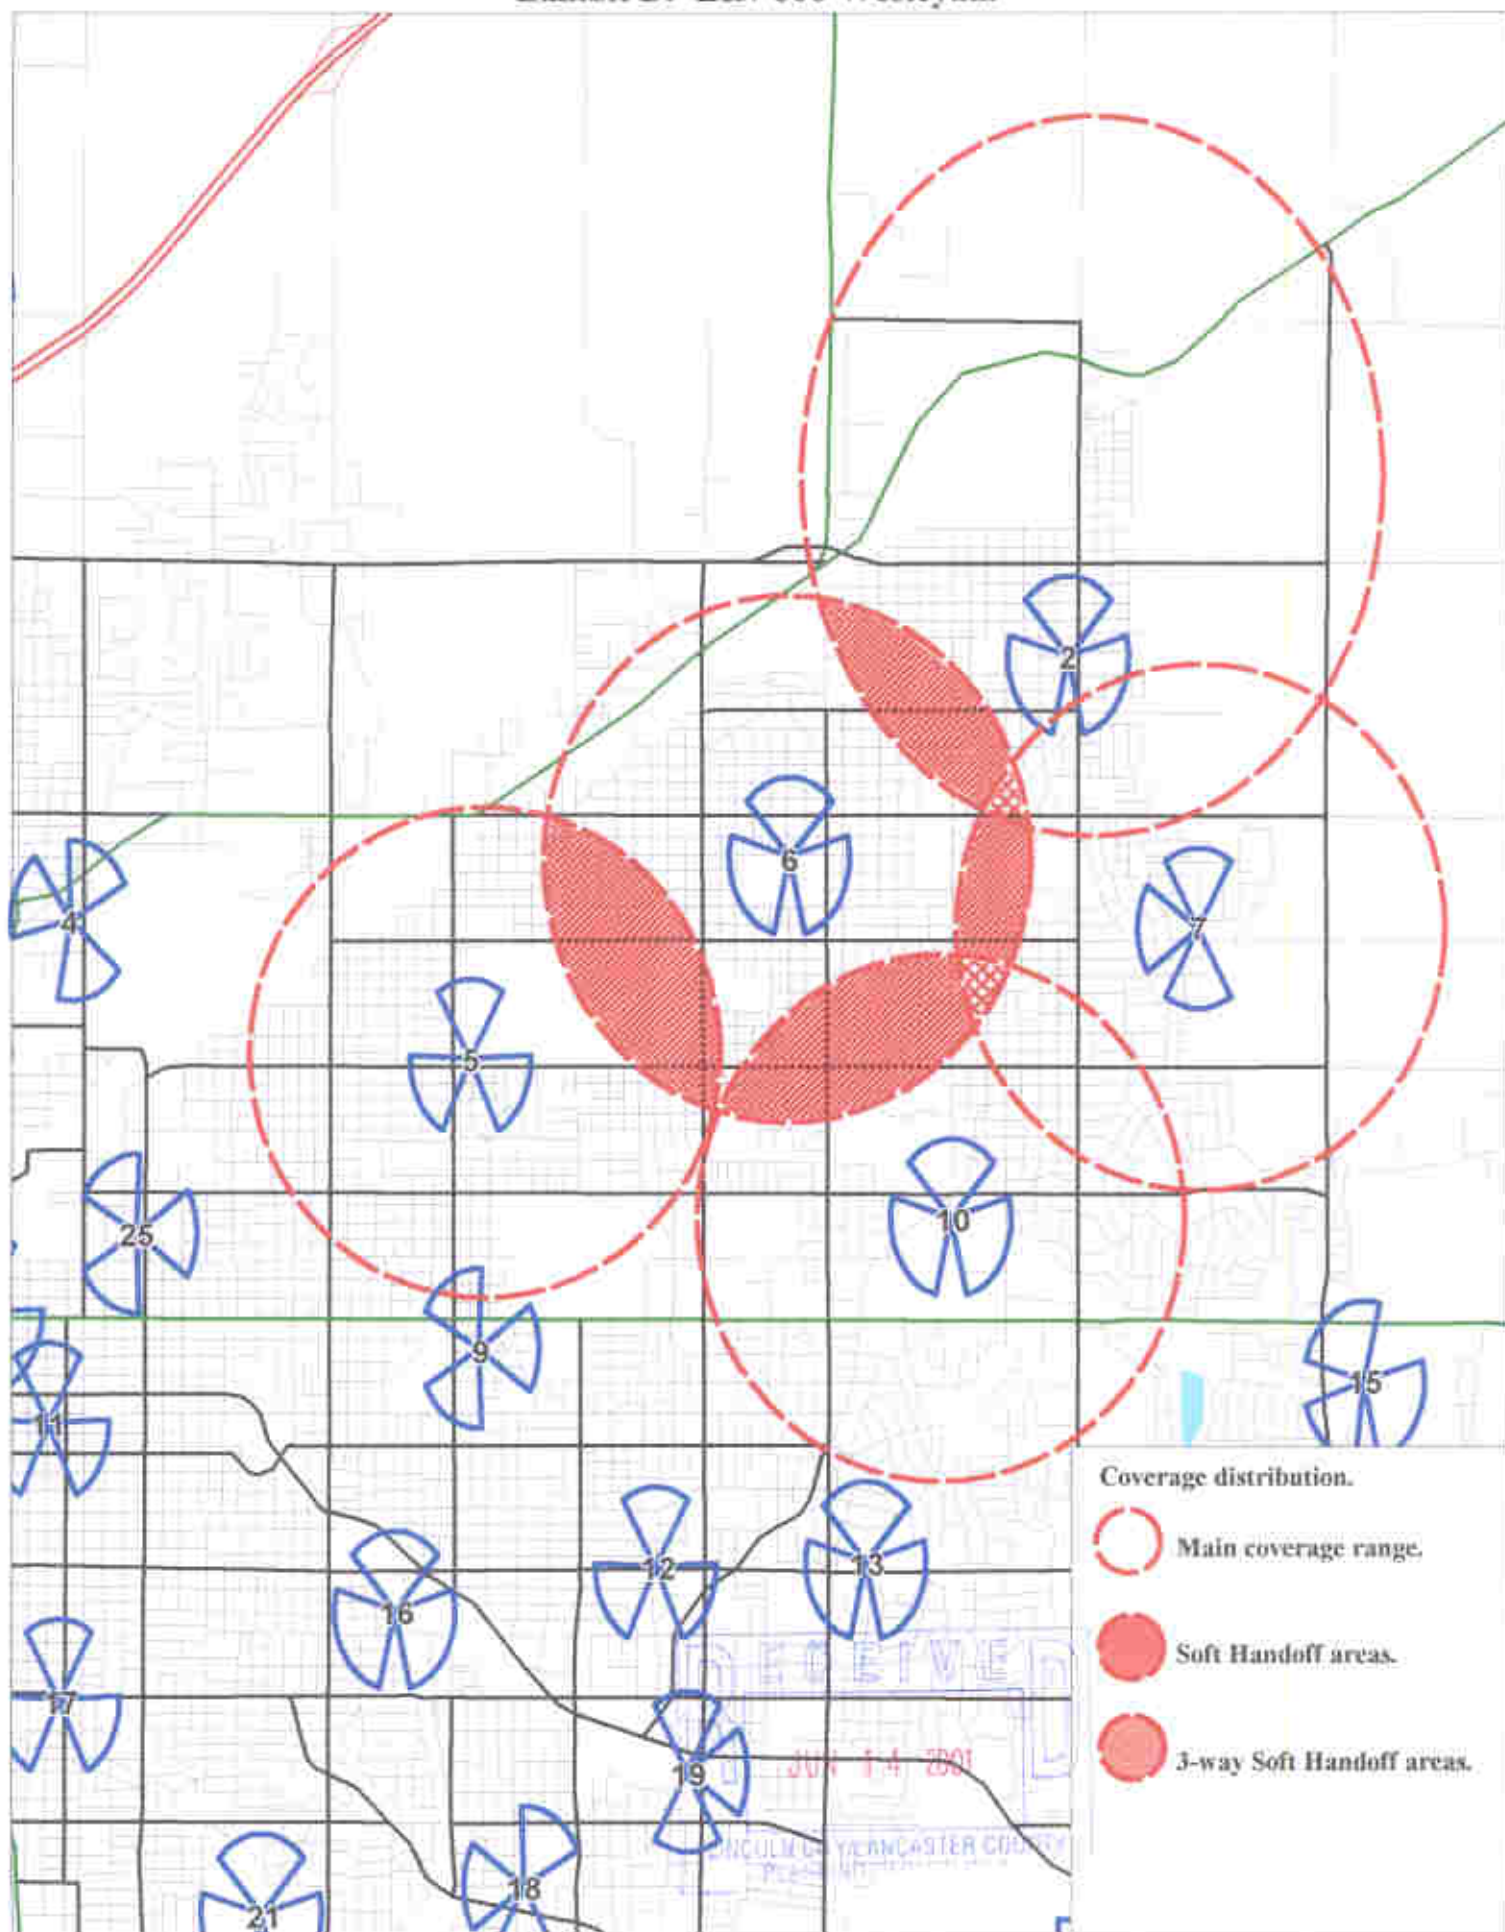 2
6
4
7
5
10
25
9
15
11
Coverage distribution.
Main coverage range.
12
13
16
Soft Handoff areas.
RECEIVED
17
JUN 14 2001
19
3-way Soft Handoff areas.
LINCOLN CITY/LANCASTER COUNTY
18
21